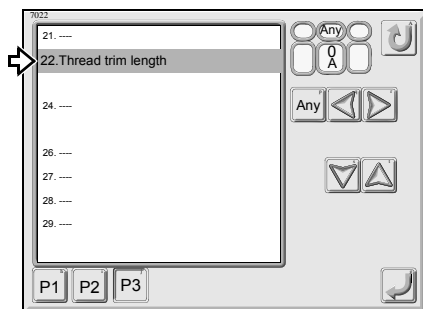 7022
21. ----
22.Thread trim length
24. ----
26. ----
27. ----
28. ----
29. ----
Any
0
A
Any
P1
P2
P3